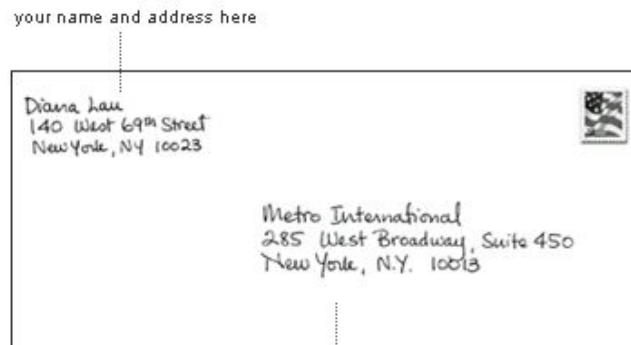 your name and address here
Diana Lau
140 West 69th Street
New York, NY 10023
Metro International
285 West Broadway, Suite 450
New York, N.Y. 10013